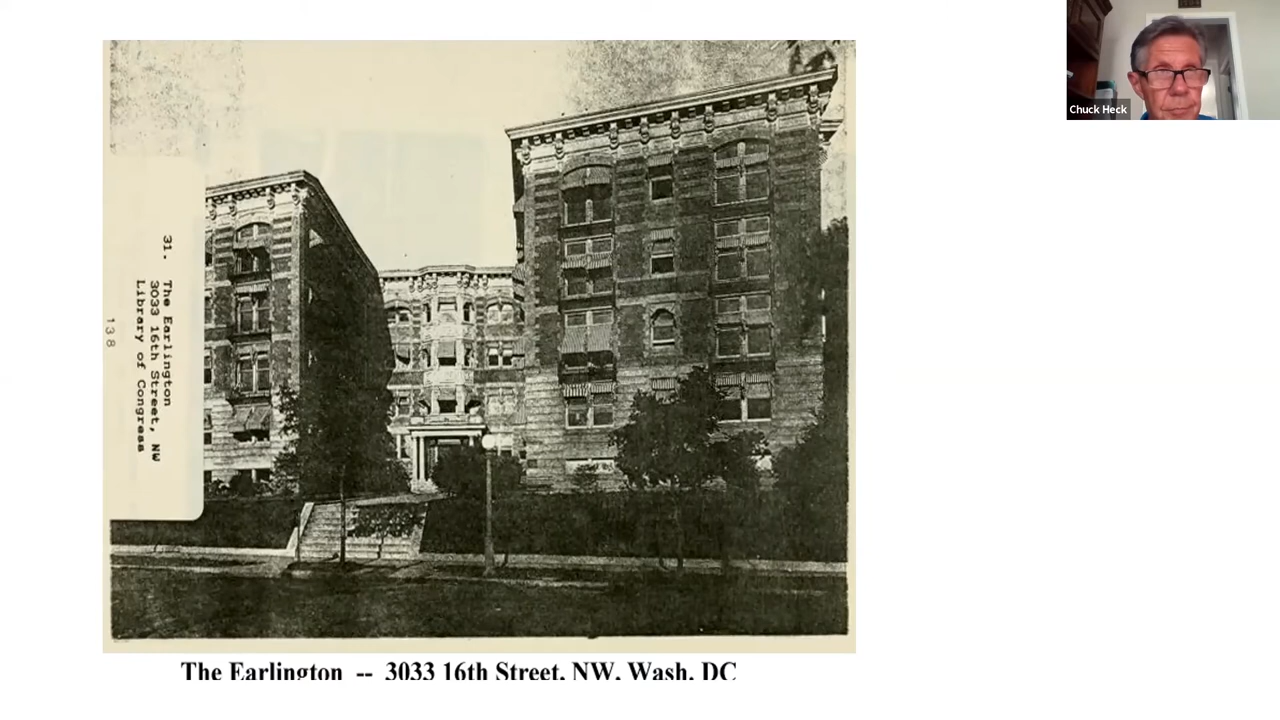 Chuck Heck
31. The Earlington
3033 16th Street, NW
Library of Congress
138
The Earlington -- 3033 16th Street, NW, Wash, DC